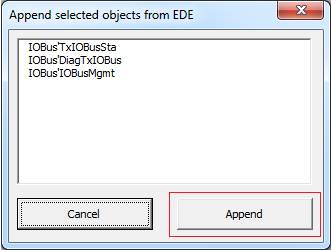 Append selected objects from EDE
IOBus'TxIOBusSta
IOBus'DiagTxIOBus
IOBus'IOBusMgmt
Cancel
Append